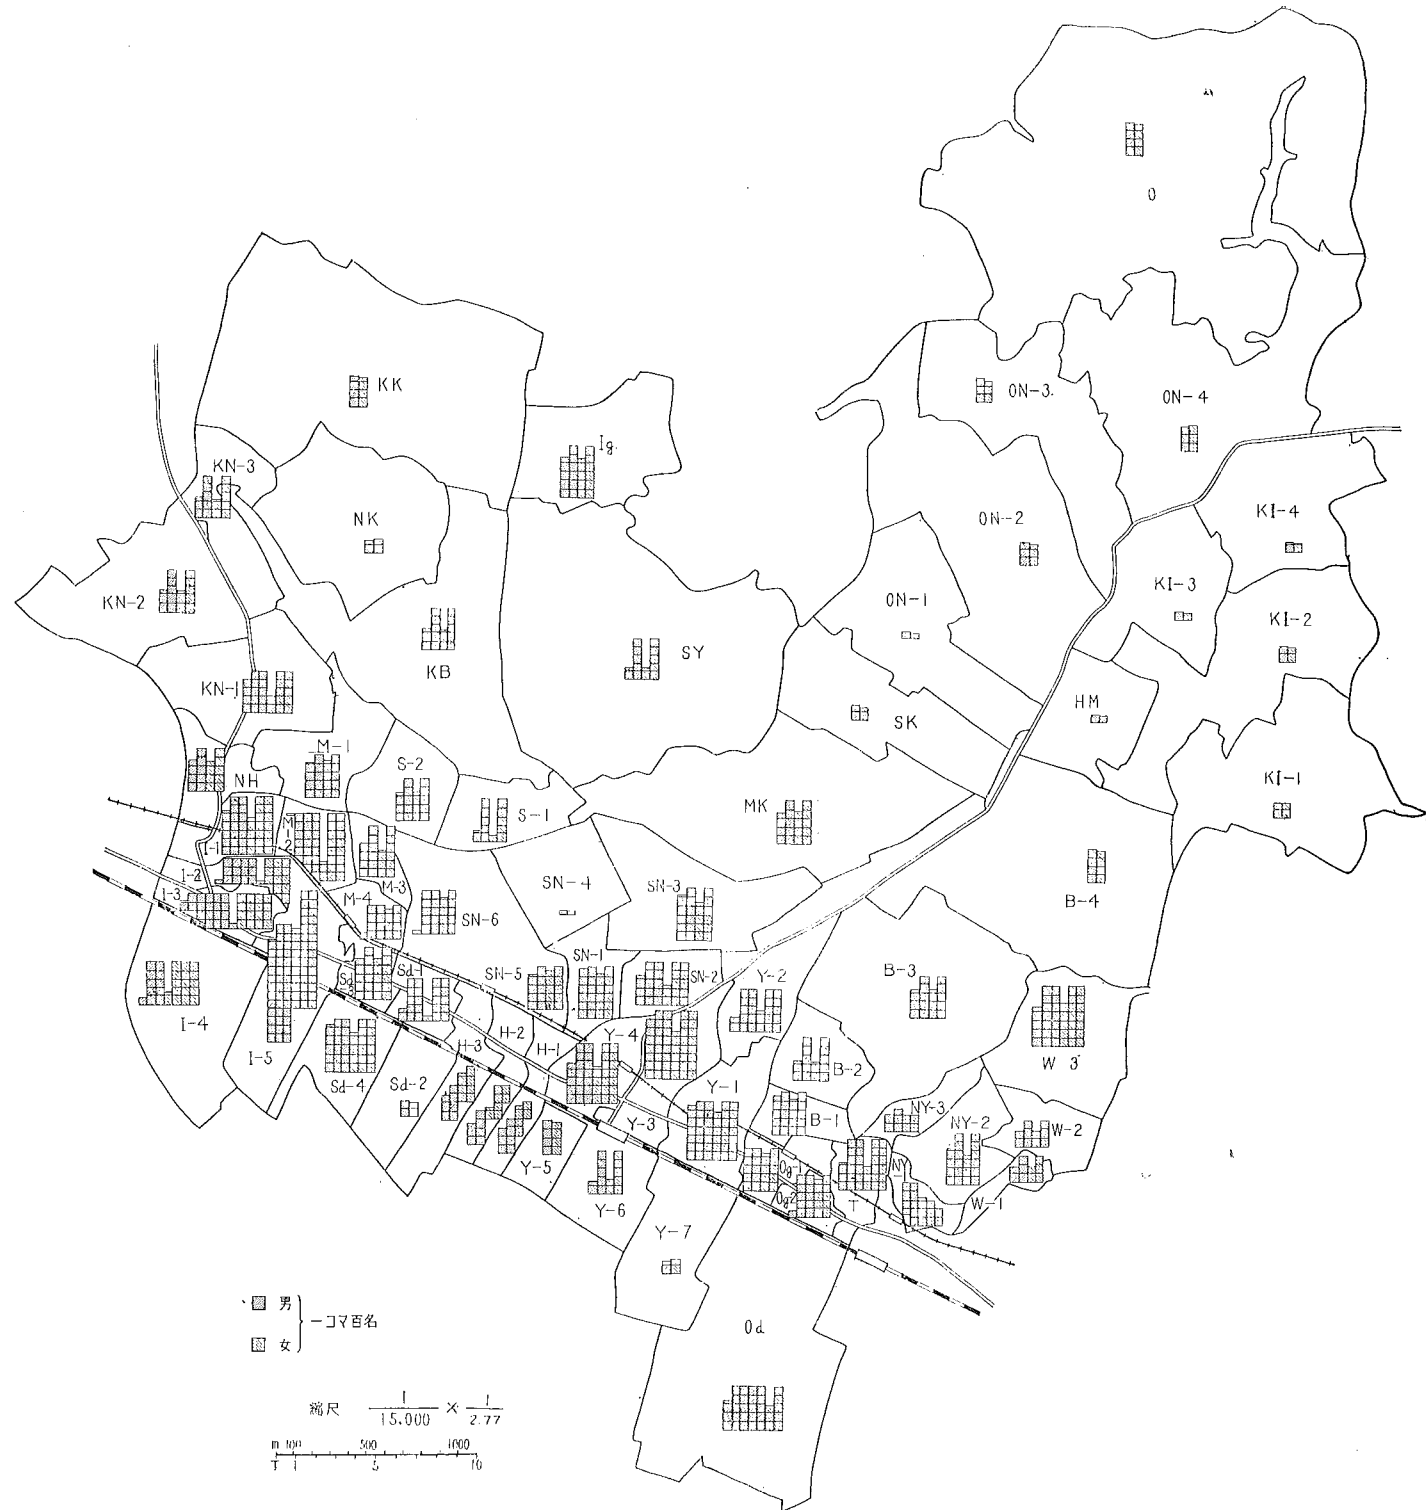 O
KK
ON-3.
ON-4
Ig.
KN-3
NK
ON-2
KI-4
KN-2
ON-1
KI-3
KI-2
KB
SY
KN-1
SK
HM
M-1
NH
S-2
KI-1
S-1
MK
I-1
M-2
I-2
M-3
SN-4
SN-3
B-4
I-3
M-4
SN-6
Sd-3
Sd-1
SN-5
SN-1
SN-2
Y-2
B-3
I-4
H-2
Y-4
I-5
H-3
H-1
W 3
Sd-4
Sd-2
B-2
Y-1
Y-3
B-1
NY-3
NY-2
W-2
Y-5
Og-1
NY
Og2
T
W-1
Y-6
Y-7
Od
男
女
一コマ百名
縮尺 1/15.000 × 1/2.77
m 100 500 1000
T 1 5 10